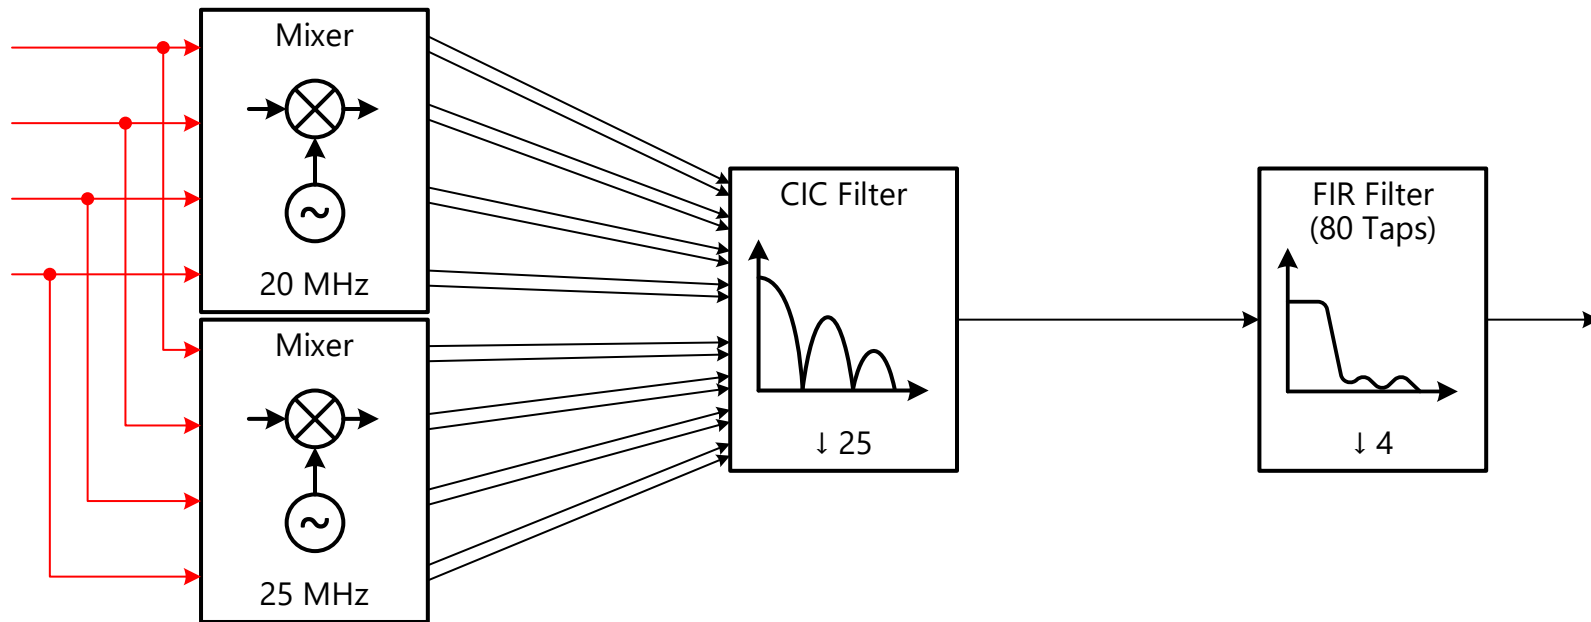 Mixer
20 MHz
Mixer
25 MHz
CIC Filter
↓ 25
FIR Filter
(80 Taps)
↓ 4